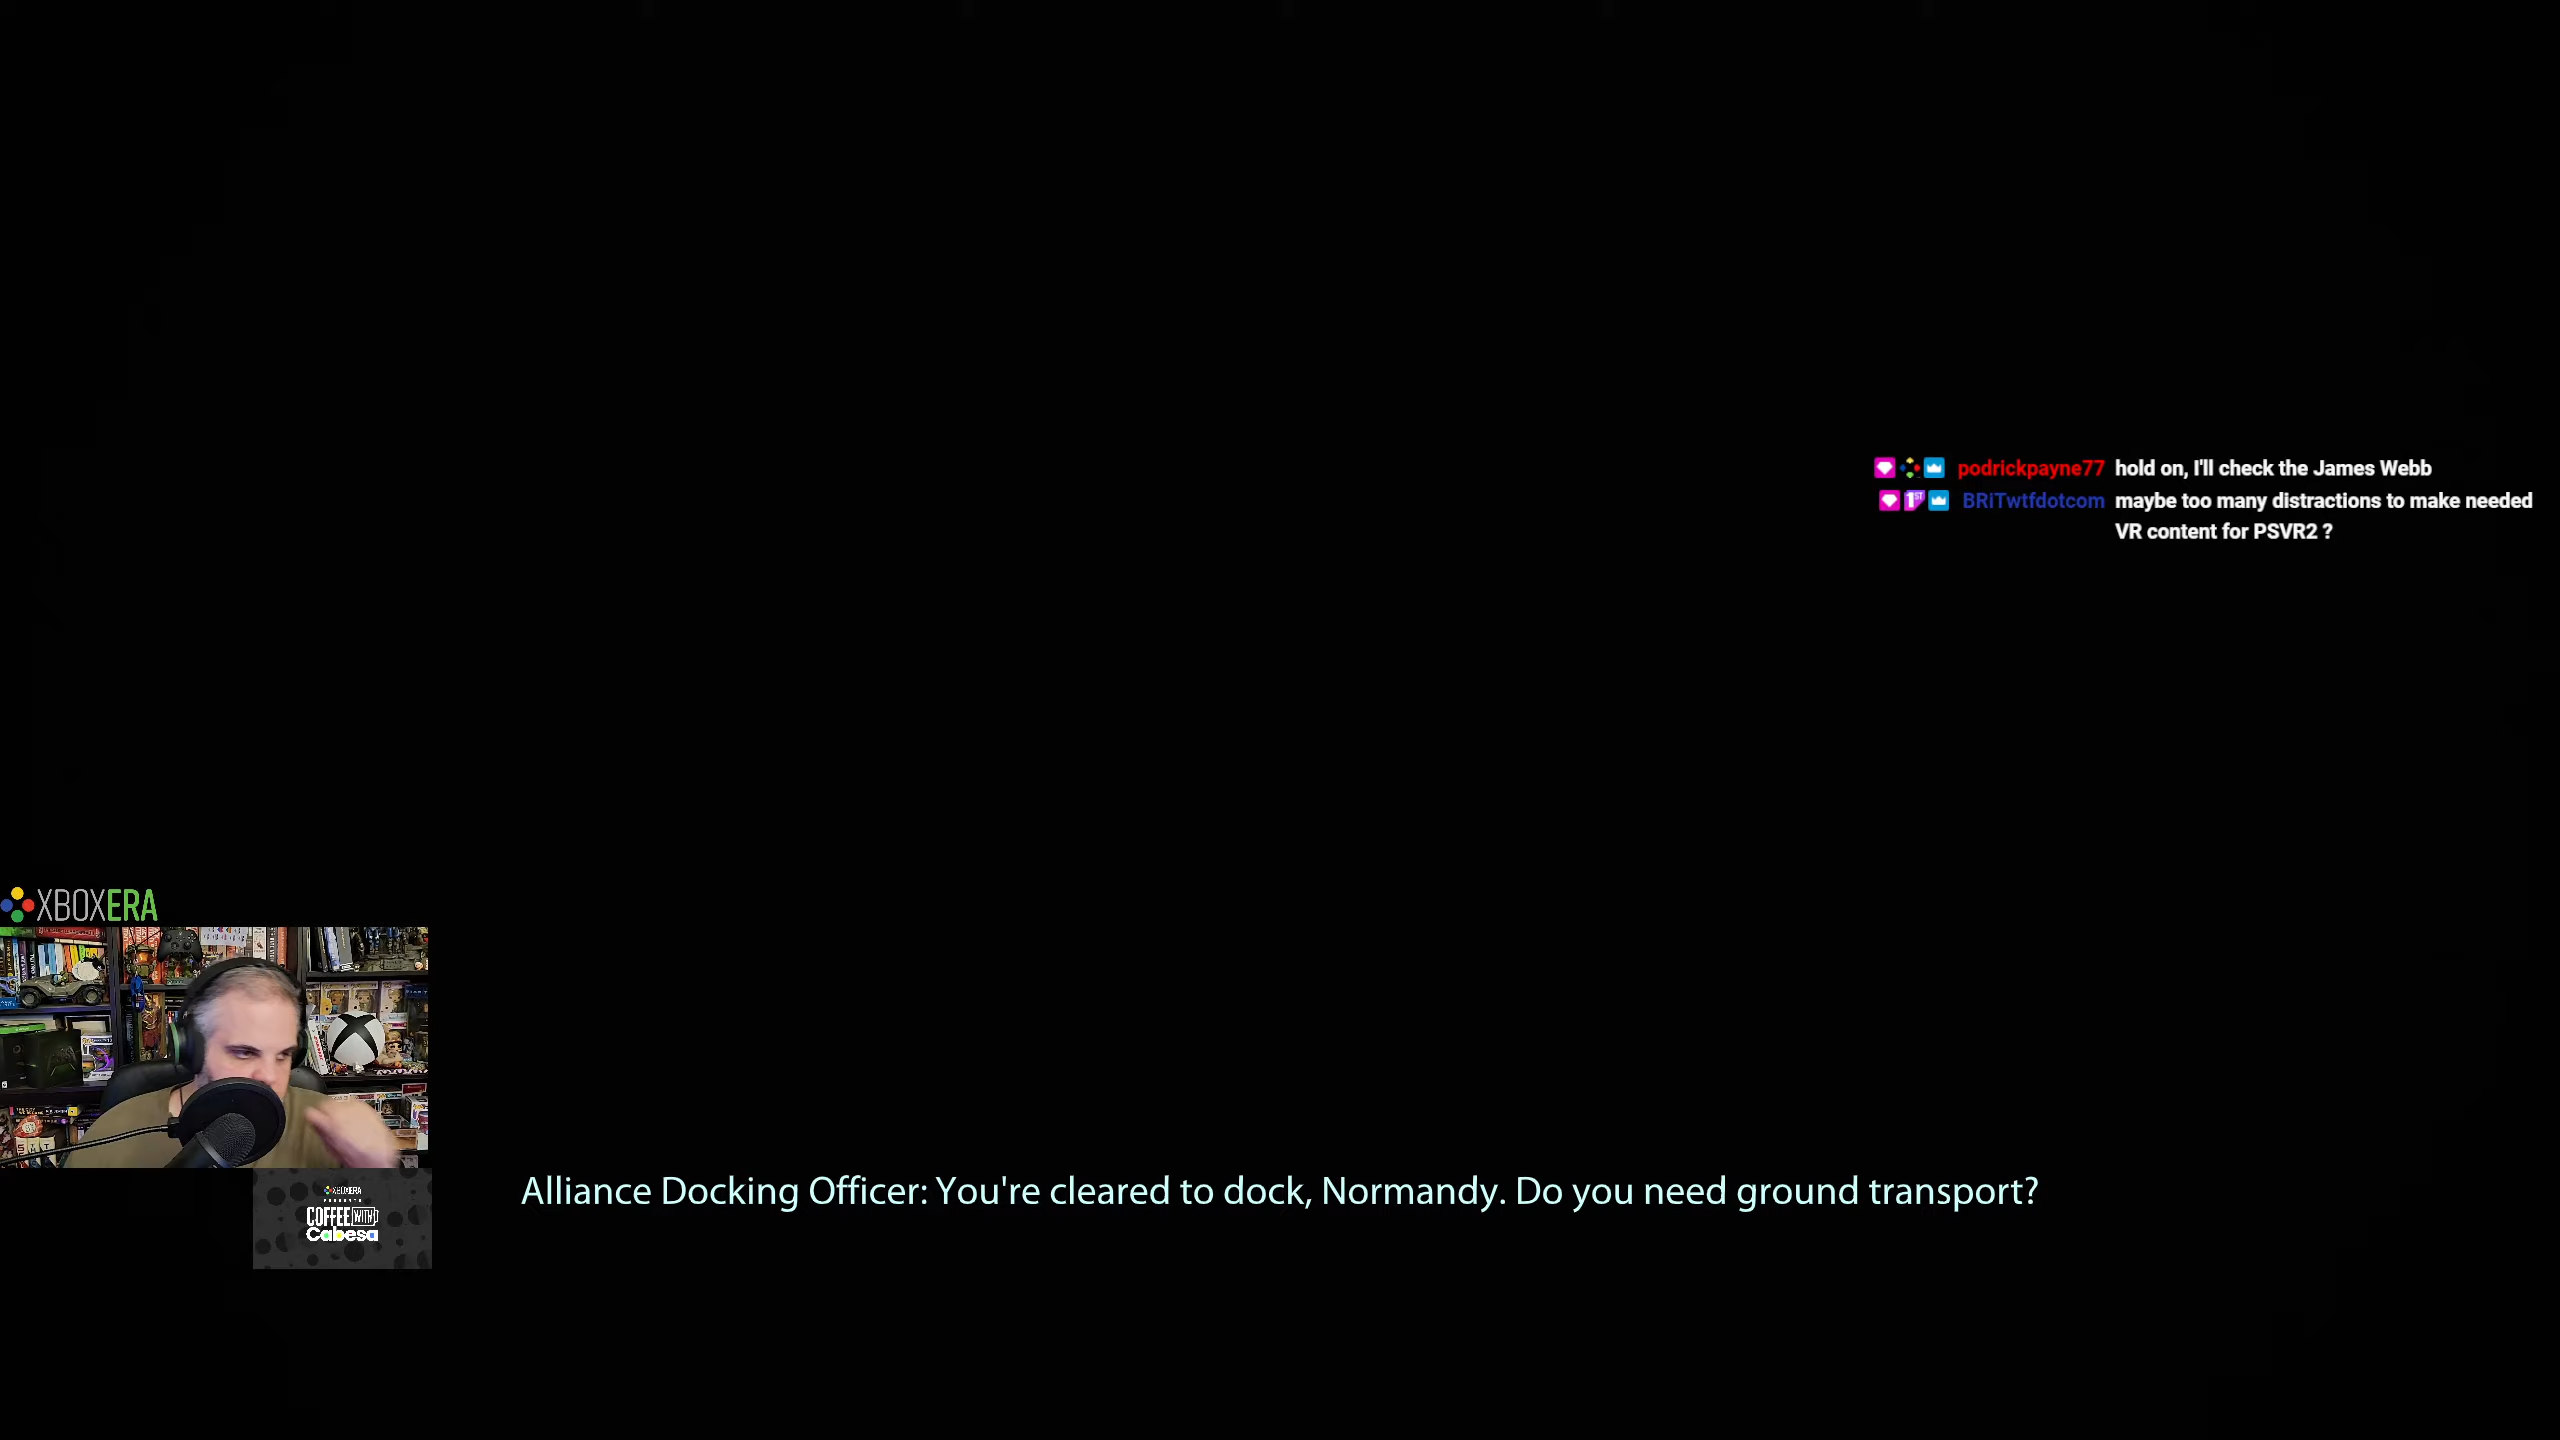 podrickpayne77 hold on, I'll check the James Webb
BRiTwtfdotcom maybe too many distractions to make needed
VR content for PSVR2 ?
XBOXERA
XBOXERA
PRESENTS
COFFEE WITH
Cabesa
Alliance Docking Officer: You're cleared to dock, Normandy. Do you need ground transport?